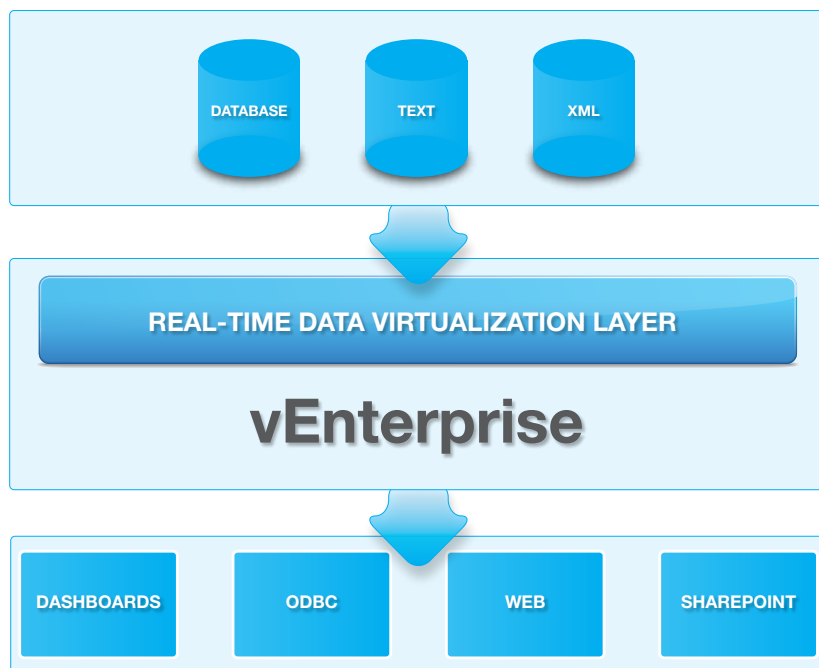 DATABASE
TEXT
XML
REAL-TIME DATA VIRTUALIZATION LAYER
vEnterprise
DASHBOARDS
ODBC
WEB
SHAREPOINT